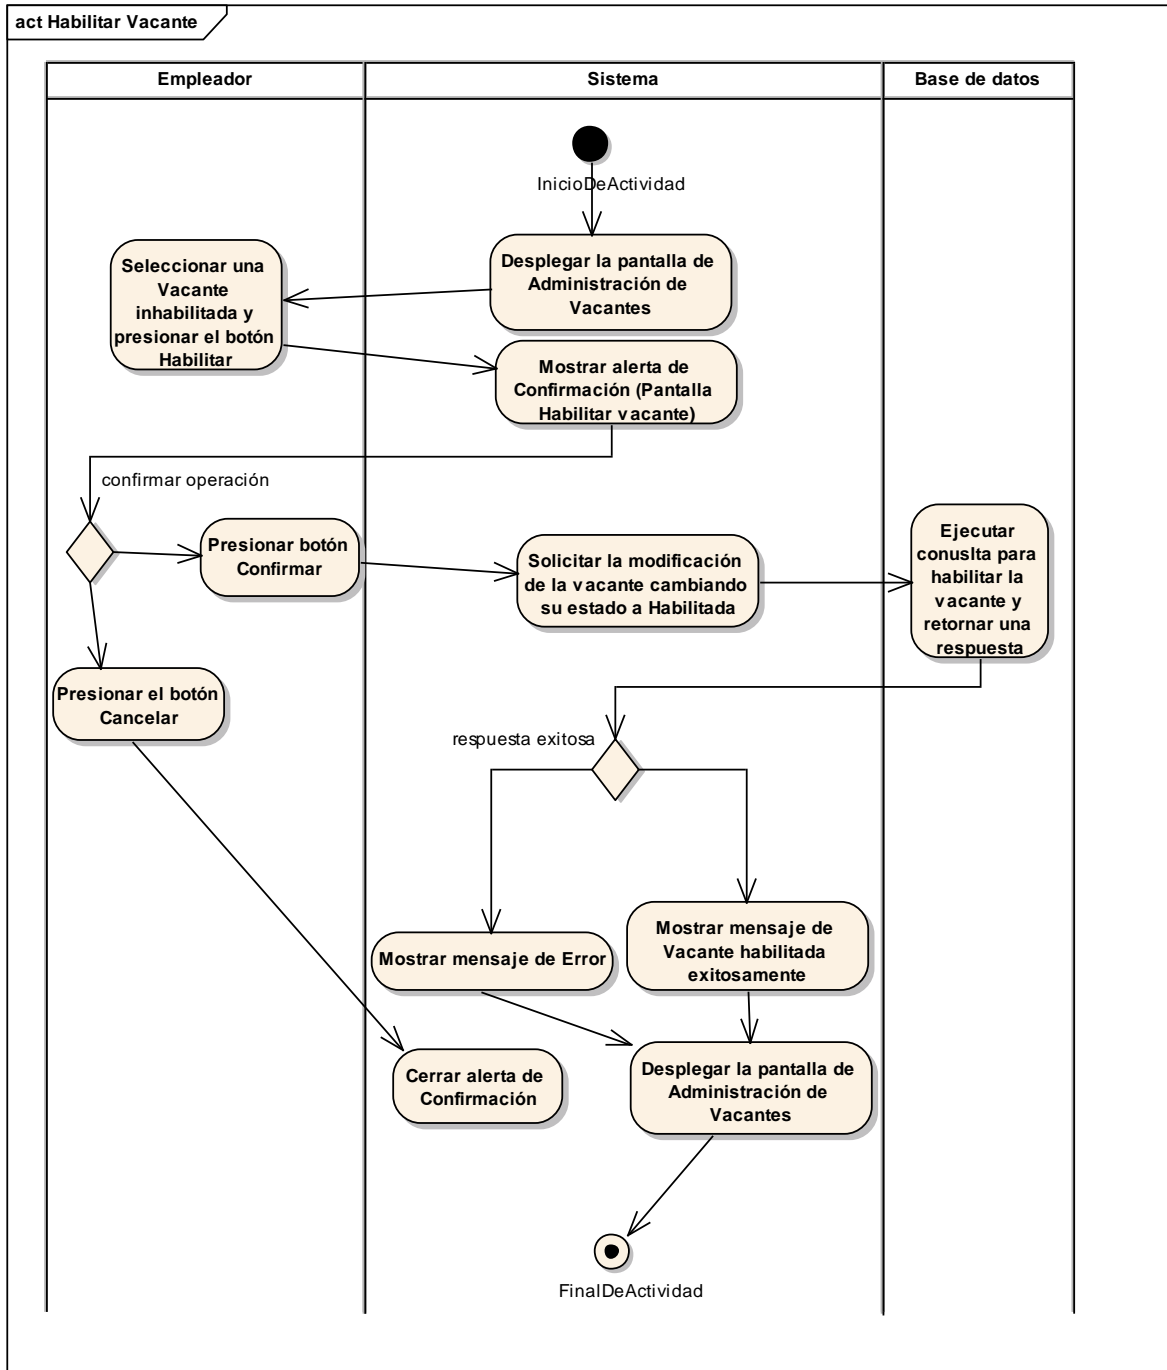 act Habilitar Vacante
Empleador
Sistema
Base de datos
InicioDeActividad
Desplegar la pantalla de
Administración de
Vacantes
Seleccionar una
Vacante
inhabilitada y
presionar el botón
Habilitar
Mostrar alerta de
Confirmación (Pantalla
Habilitar vacante)
confirmar operación
Presionar botón
Confirmar
Solicitar la modificación
de la vacante cambiando
su estado a Habilitada
Ejecutar
conuslta para
habilitar la
vacante y
retornar una
respuesta
Presionar el botón
Cancelar
respuesta exitosa
Mostrar mensaje de Error
Mostrar mensaje de
Vacante habilitada
exitosamente
Cerrar alerta de
Confirmación
Desplegar la pantalla de
Administración de
Vacantes
FinalDeActividad